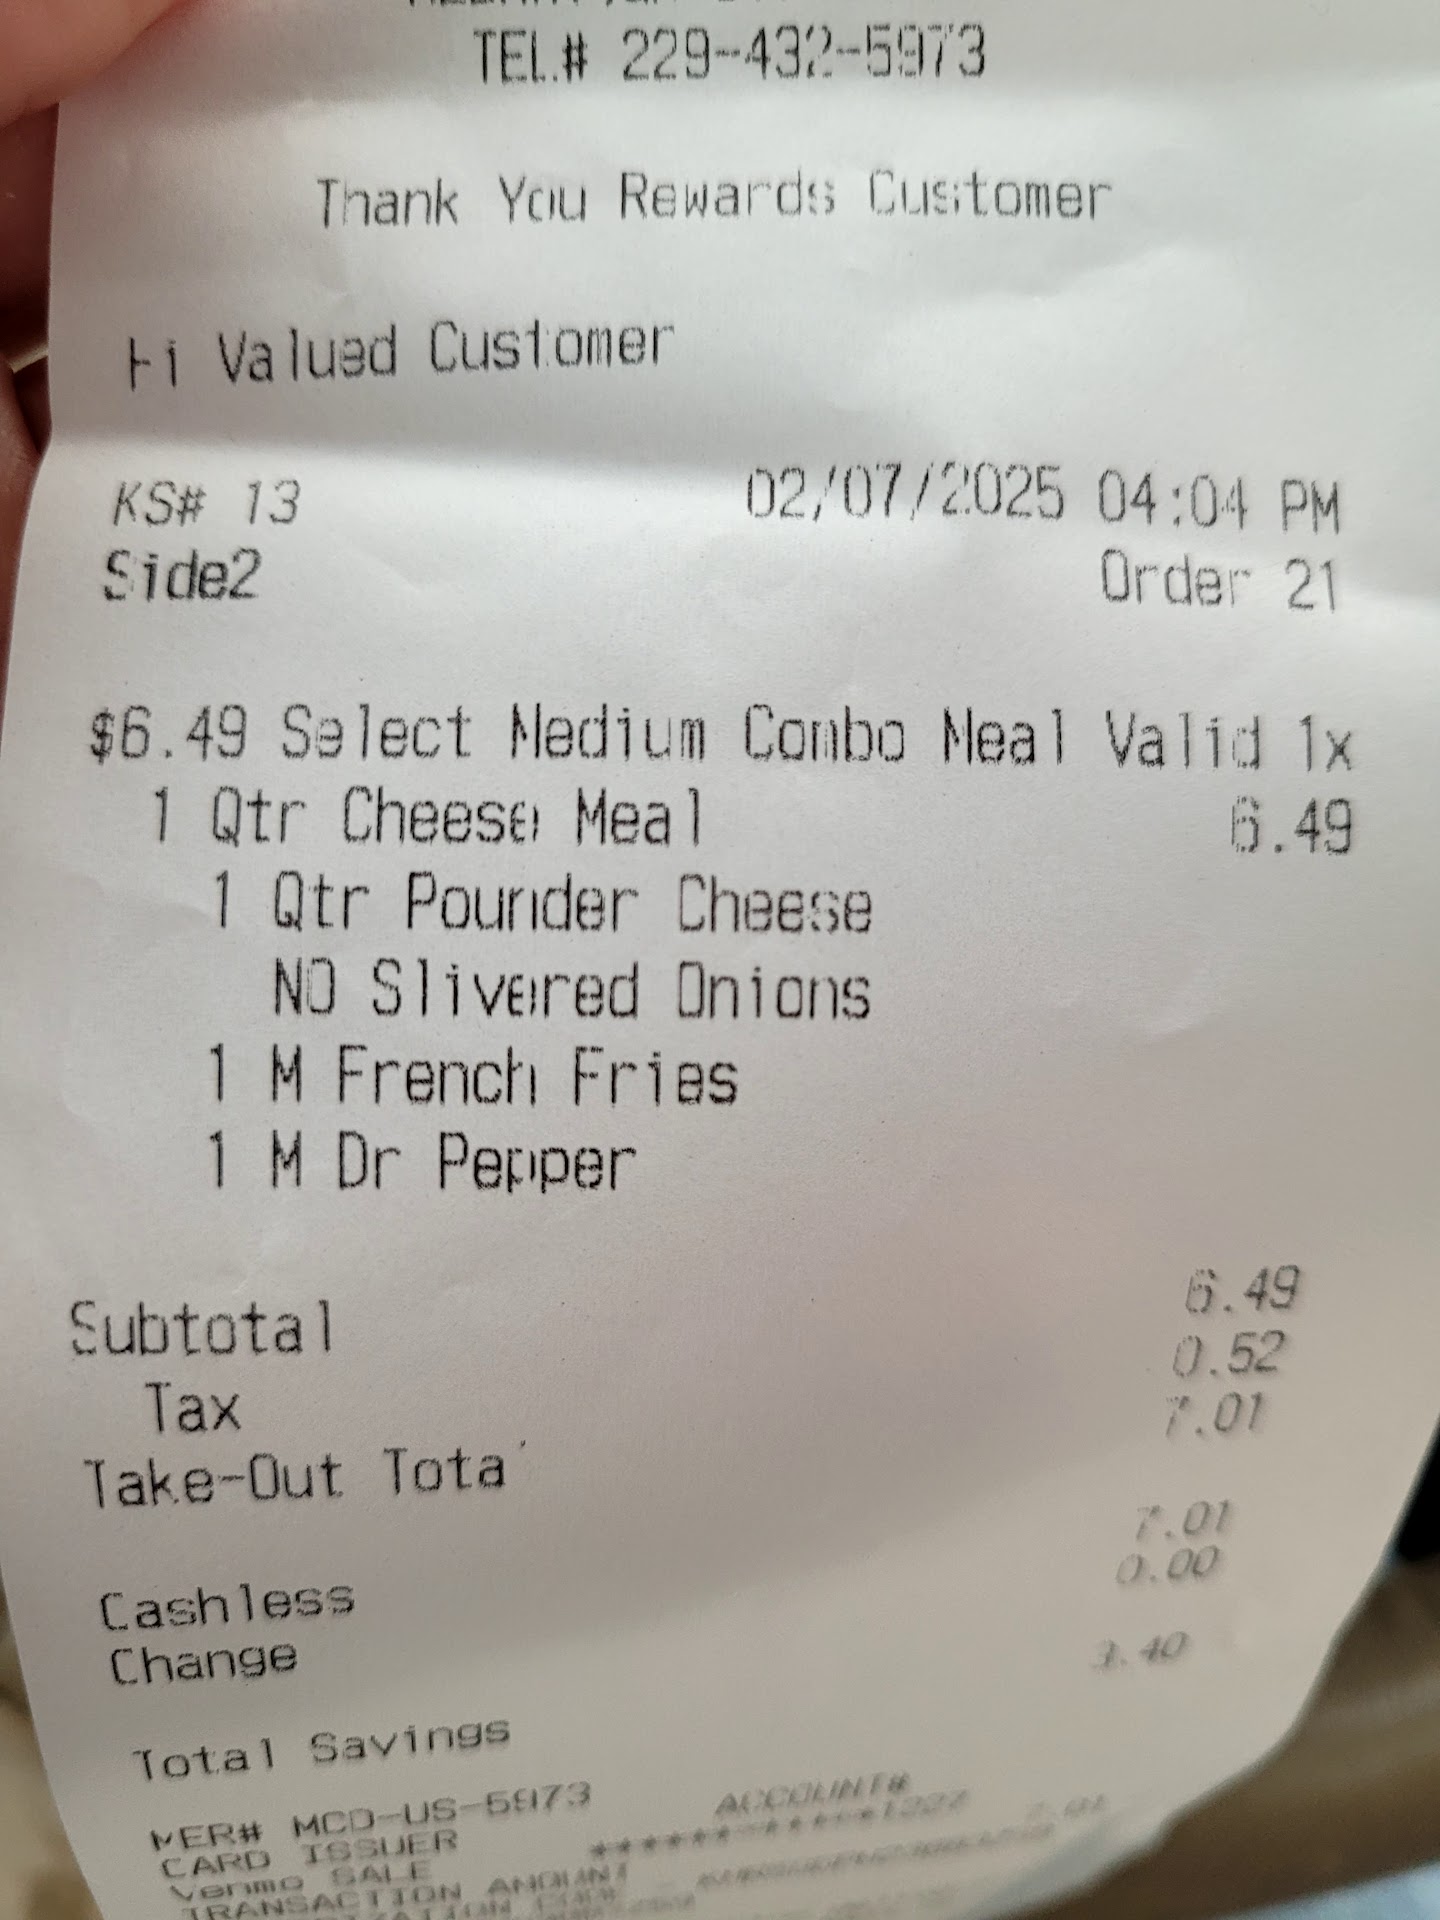 TEL# 229-432-5973
Thank You Rewards Customer
Hi Valued Customer
KS# 13 02/07/2025 04:04 PM
Side2 Order 21
$6.49 Select Medium Combo Meal Valid 1x
1 Qtr Cheese Meal 6.49
1 Qtr Pounder Cheese
NO Slivered Onions
1 M French Fries
1 M Dr Pepper
Subtotal 6.49
Tax 0.52
Take-Out Total 7.01
Cashless 7.01
Change 0.00
Total Savings 3.40
MER# MCD-US-5973
CARD ISSUER ACCOUNT#
Venmo SALE
TRANSACTION AMOUNT